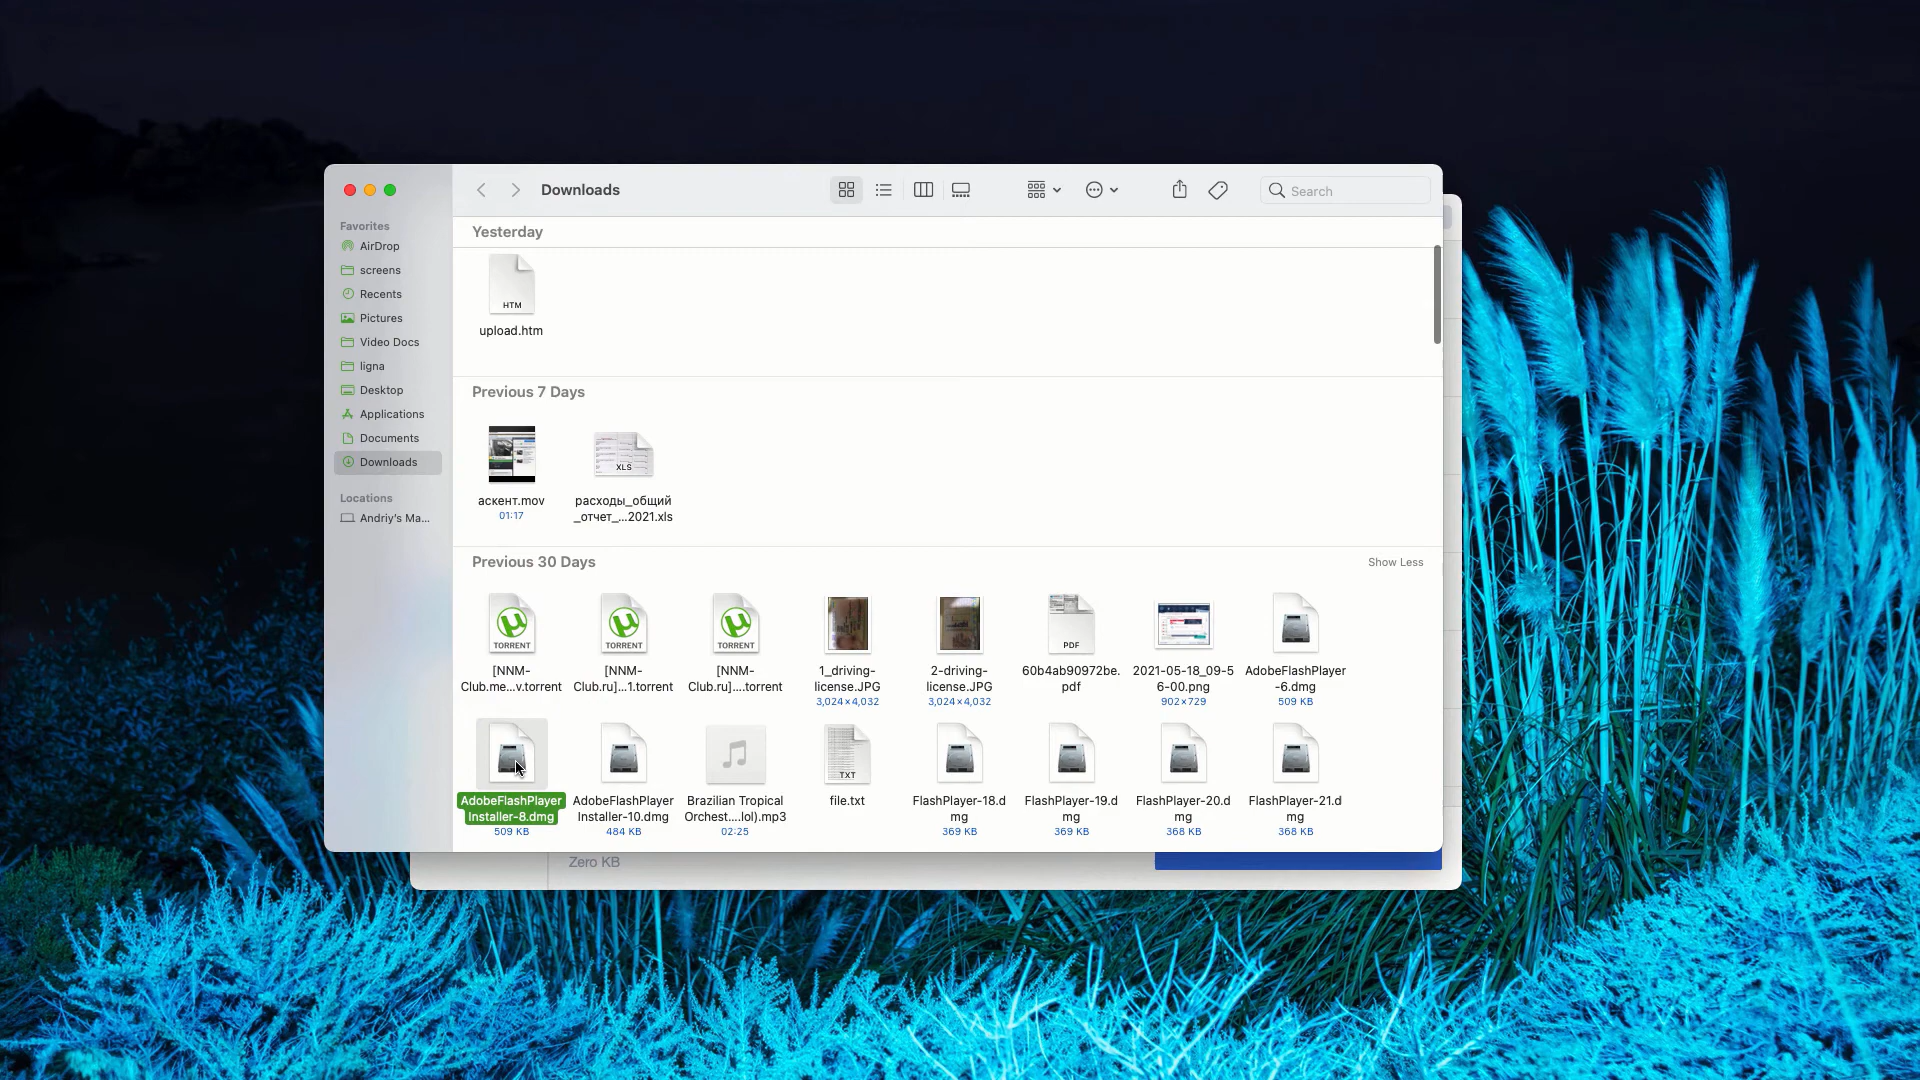 Downloads
Search
Favorites
AirDrop
screens
Recents
Pictures
Video Docs
ligna
Desktop
Applications
Documents
Downloads
Locations
Andriy's Ma...
Yesterday
HTM
upload.htm
Previous 7 Days
XLS
аскент.mov
01:17
расходы_общий
_отчет_...2021.xls
Previous 30 Days
Show Less
TORRENT
TORRENT
TORRENT
PDF
[NNM-
Club.me...v.torrent
[NNM-
Club.ru]...1.torrent
[NNM-
Club.ru]....torrent
1_driving-
license.JPG
3,024×4,032
2-driving-
license.JPG
3,024×4,032
60b4ab90972be.
pdf
2021-05-18_09-5
6-00.png
902×729
AdobeFlashPlayer
-6.dmg
509 KB
TXT
AdobeFlashPlayer
Installer-8.dmg
509 KB
AdobeFlashPlayer
Installer-10.dmg
484 KB
Brazilian Tropical
Orchest....lol).mp3
02:25
file.txt
FlashPlayer-18.d
mg
369 KB
FlashPlayer-19.d
mg
369 KB
FlashPlayer-20.d
mg
368 KB
FlashPlayer-21.d
mg
368 KB
Zero KB